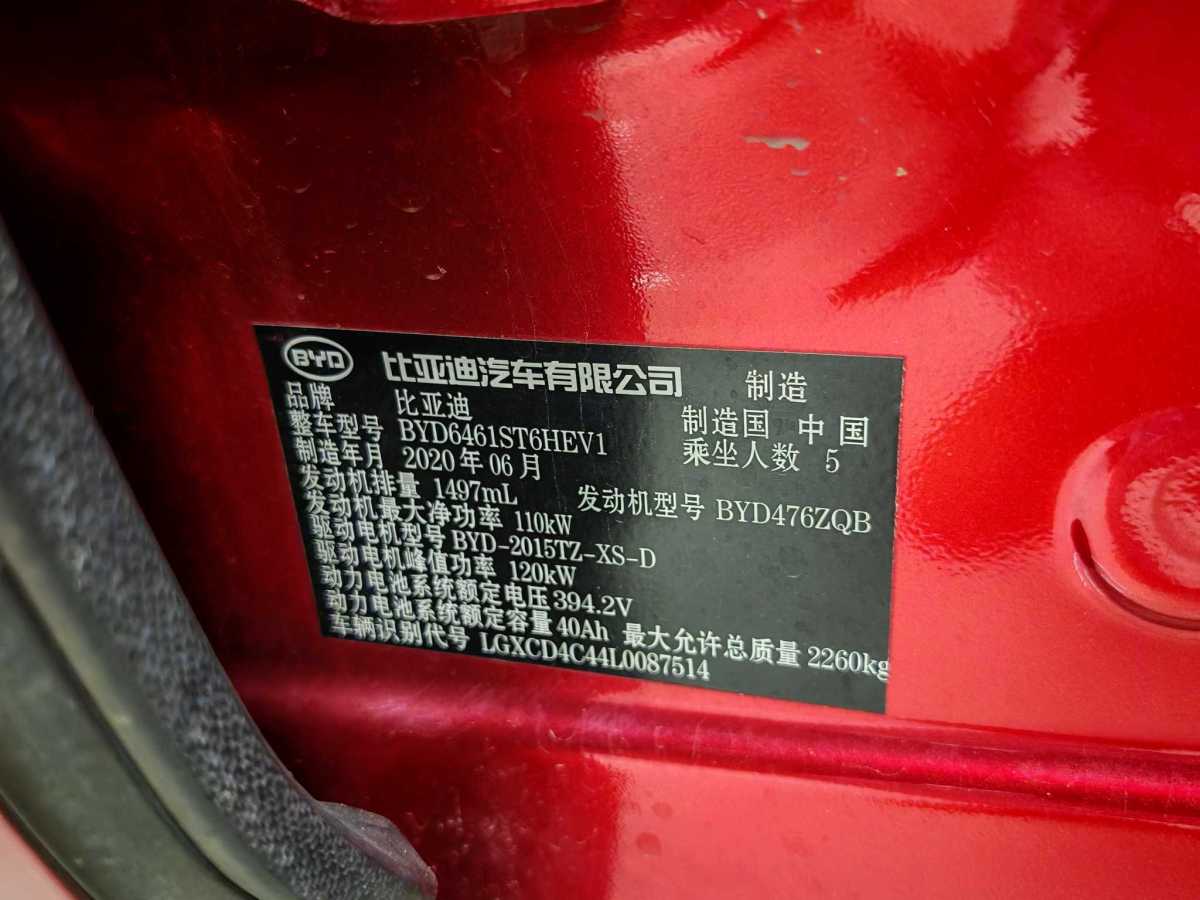 BYD 比亚迪汽车有限公司 制造
品牌 比亚迪 制造国 中国
整车型号 BYD6461ST6HEV1 乘坐人数 5
制造年月 2020年06月
发动机排量 1497mL 发动机型号 BYD476ZQB
发动机最大净功率 110kW
驱动电机型号 BYD-2015TZ-XS-D
驱动电机峰值功率 120kW
动力电池系统额定电压 394.2V
动力电池系统额定容量 40Ah 最大允许总质量 2260kg
车辆识别代号 LGXCD4C44L0087514